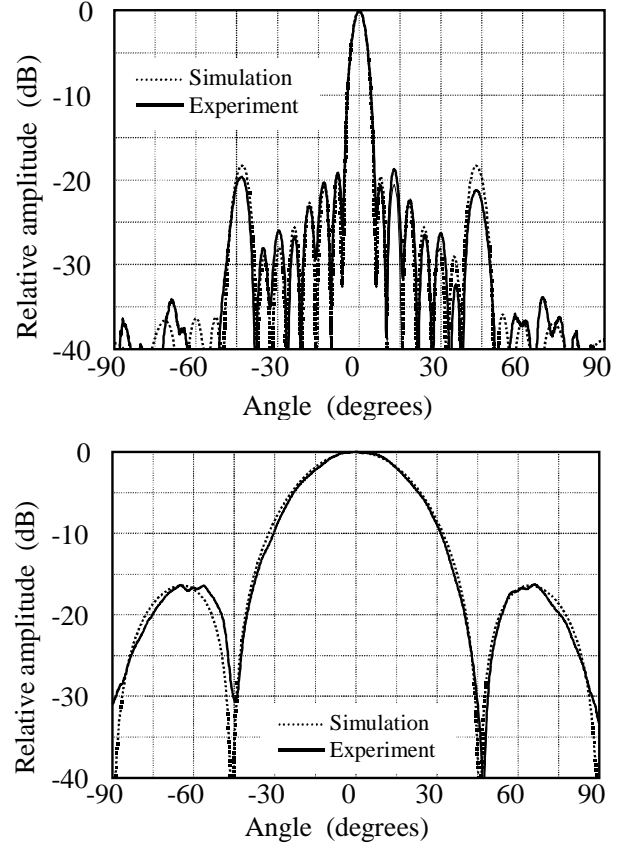 0
-10
-20
-30
-40
Relative amplitude (dB)
Simulation
Experiment
-90 -60 -30 0 30 60 90
Angle (degrees)
0
-10
-20
-30
-40
Relative amplitude (dB)
Simulation
Experiment
-90 -60 -30 0 30 60 90
Angle (degrees)